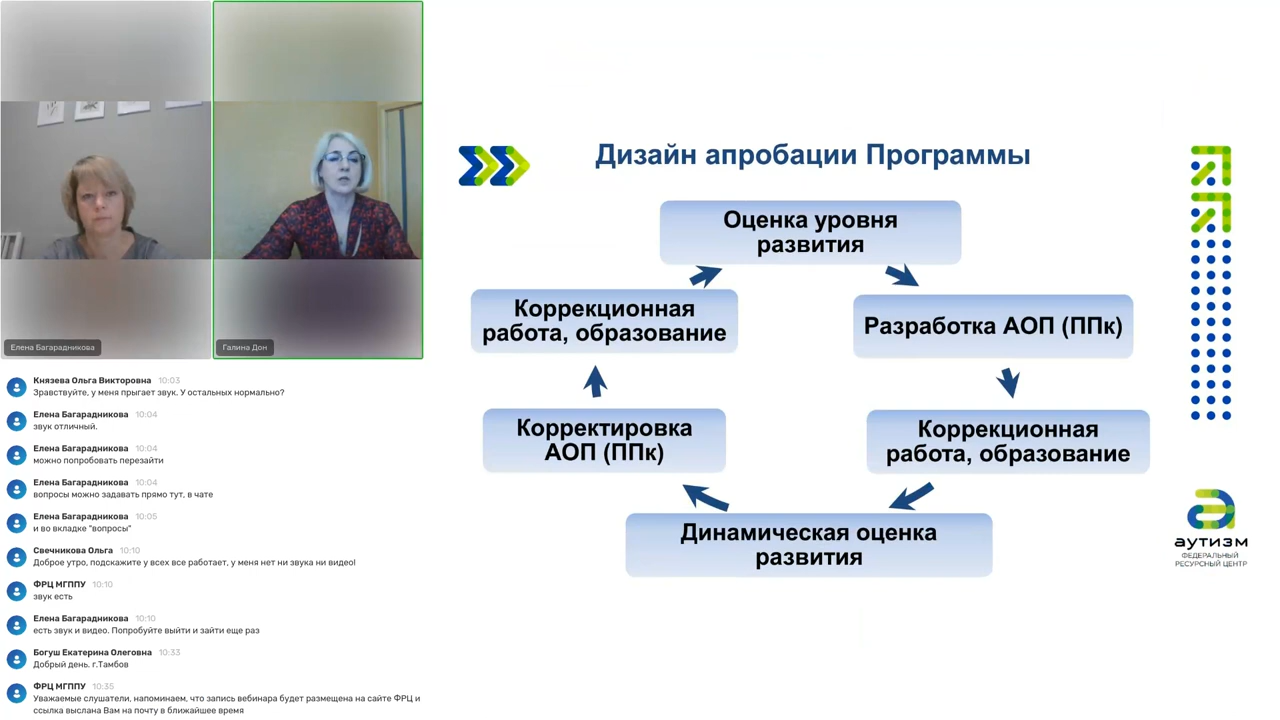 Елена Багарадникова
Галина Дон
Князева Ольга Викторовна 10:03
Здравствуйте, у меня прыгает звук. У остальных нормально?
Елена Багарадникова 10:04
звук отличный.
Елена Багарадникова 10:04
можно попробовать перезайти
Елена Багарадникова 10:04
вопросы можно задавать прямо тут, в чате
Елена Багарадникова 10:05
и во вкладке "вопросы"
Свечникова Ольга 10:10
Доброе утро, подскажите у всех все работает, у меня нет ни звука ни видео!
ФРЦ МГППУ 10:10
звук есть
Елена Багарадникова 10:10
есть звук и видео. Попробуйте выйти и зайти еще раз
Богуш Екатерина Олеговна 10:33
Добрый день. г.Тамбов
ФРЦ МГППУ 10:35
Уважаемые слушатели, напоминаем, что запись вебинара будет размещена на сайте ФРЦ и
ссылка выслана Вам на почту в ближайшее время
Дизайн апробации Программы
Оценка уровня
развития
Разработка АОП (ППк)
Коррекционная
работа, образование
Динамическая оценка
развития
Корректировка
АОП (ППк)
Коррекционная
работа, образование
аутизм
ФЕДЕРАЛЬНЫЙ
РЕСУРСНЫЙ ЦЕНТР